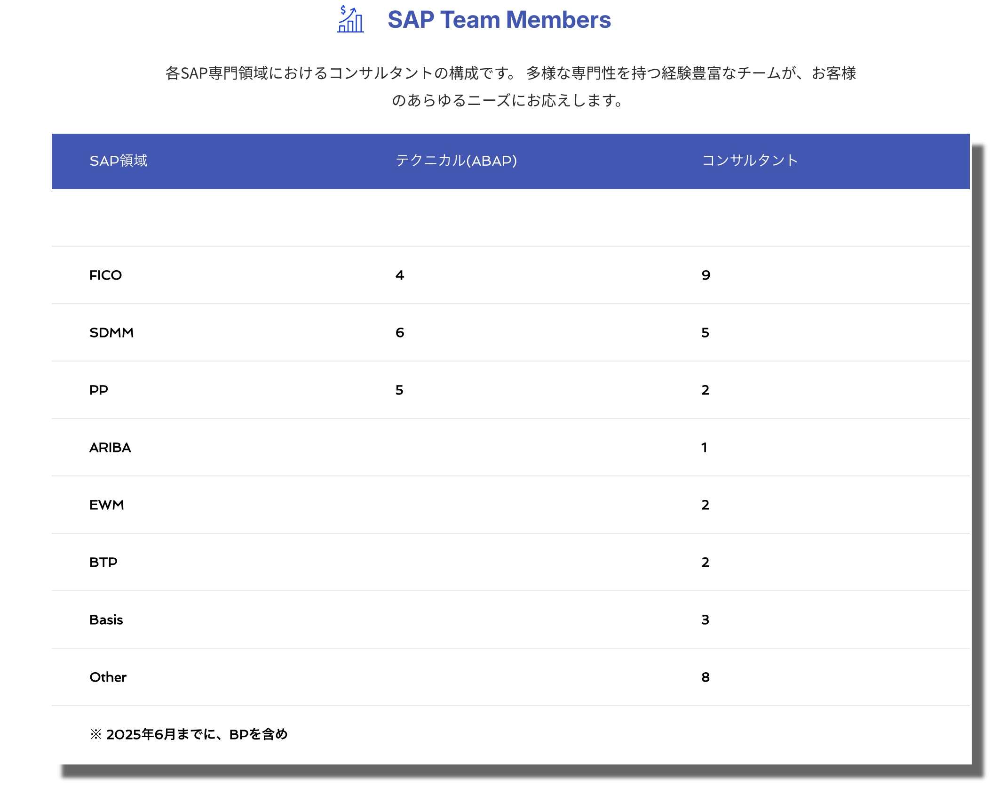 SAP Team Members
各SAP専門領域におけるコンサルタントの構成です。 多様な専門性を持つ経験豊富なチームが、お客様
のあらゆるニーズにお応えします。
SAP領域 テクニカル(ABAP) コンサルタント
FICO 4 9
SDMM 6 5
PP 5 2
ARIBA 1
EWM 2
BTP 2
Basis 3
Other 8
※ 2025年6月までに、BPを含め